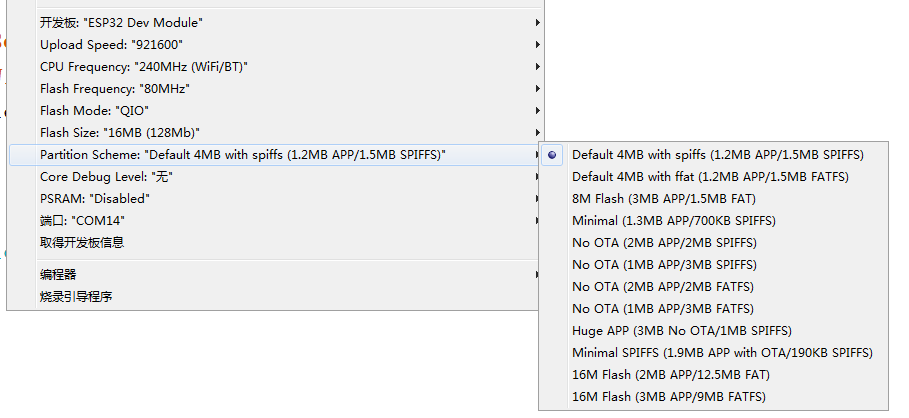 开发板: "ESP32 Dev Module"
Upload Speed: "921600"
CPU Frequency: "240MHz (WiFi/BT)"
Flash Frequency: "80MHz"
Flash Mode: "QIO"
Flash Size: "16MB (128Mb)"
Partition Scheme: "Default 4MB with spiffs (1.2MB APP/1.5MB SPIFFS)"
Core Debug Level: "无"
PSRAM: "Disabled"
端口: "COM14"
取得开发板信息
编程器
烧录引导程序
Default 4MB with spiffs (1.2MB APP/1.5MB SPIFFS)
Default 4MB with ffat (1.2MB APP/1.5MB FATFS)
8M Flash (3MB APP/1.5MB FAT)
Minimal (1.3MB APP/700KB SPIFFS)
No OTA (2MB APP/2MB SPIFFS)
No OTA (1MB APP/3MB SPIFFS)
No OTA (2MB APP/2MB FATFS)
No OTA (1MB APP/3MB FATFS)
Huge APP (3MB No OTA/1MB SPIFFS)
Minimal SPIFFS (1.9MB APP with OTA/190KB SPIFFS)
16M Flash (2MB APP/12.5MB FAT)
16M Flash (3MB APP/9MB FATFS)